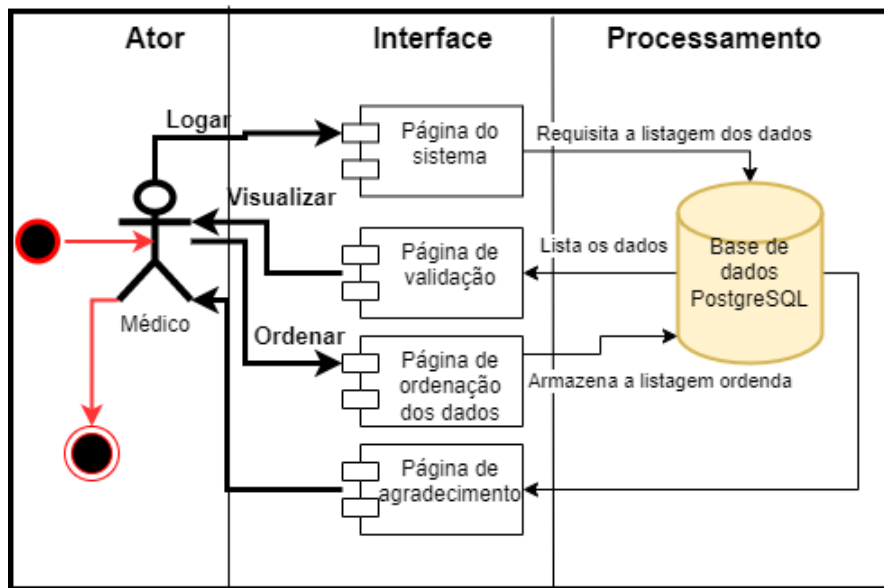 Ator
Interface
Processamento
Logar
Página do
sistema
Requisita a listagem dos dados
Visualizar
Página de
validação
Lista os dados
Base de
dados
PostgreSQL
Médico
Ordenar
Página de
ordenação
dos dados
Armazena a listagem ordenda
Página de
agradecimento